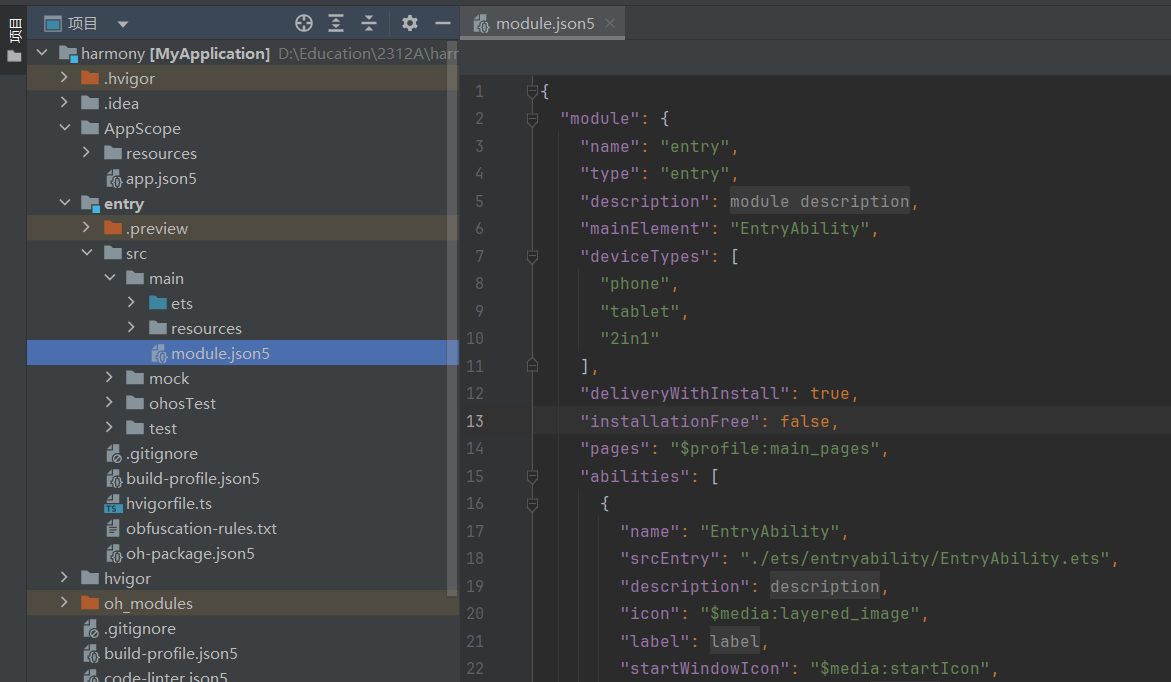 项目
项目
harmony [MyApplication] D:\Education\2312A\harr
.hvigor
.idea
AppScope
resources
app.json5
entry
.preview
src
main
ets
resources
module.json5
mock
ohosTest
test
.gitignore
build-profile.json5
hvigorfile.ts
obfuscation-rules.txt
oh-package.json5
hvigor
oh_modules
.gitignore
build-profile.json5
code-linter.json5
module.json5
1 {
2 "module": {
3 "name": "entry",
4 "type": "entry",
5 "description": module description,
6 "mainElement": "EntryAbility",
7 "deviceTypes": [
8 "phone",
9 "tablet",
10 "2in1"
11 ],
12 "deliveryWithInstall": true,
13 "installationFree": false,
14 "pages": "$profile:main_pages",
15 "abilities": [
16 {
17 "name": "EntryAbility",
18 "srcEntry": "./ets/entryability/EntryAbility.ets",
19 "description": description,
20 "icon": "$media:layered_image",
21 "label": label,
22 "startWindowIcon": "$media:startIcon",